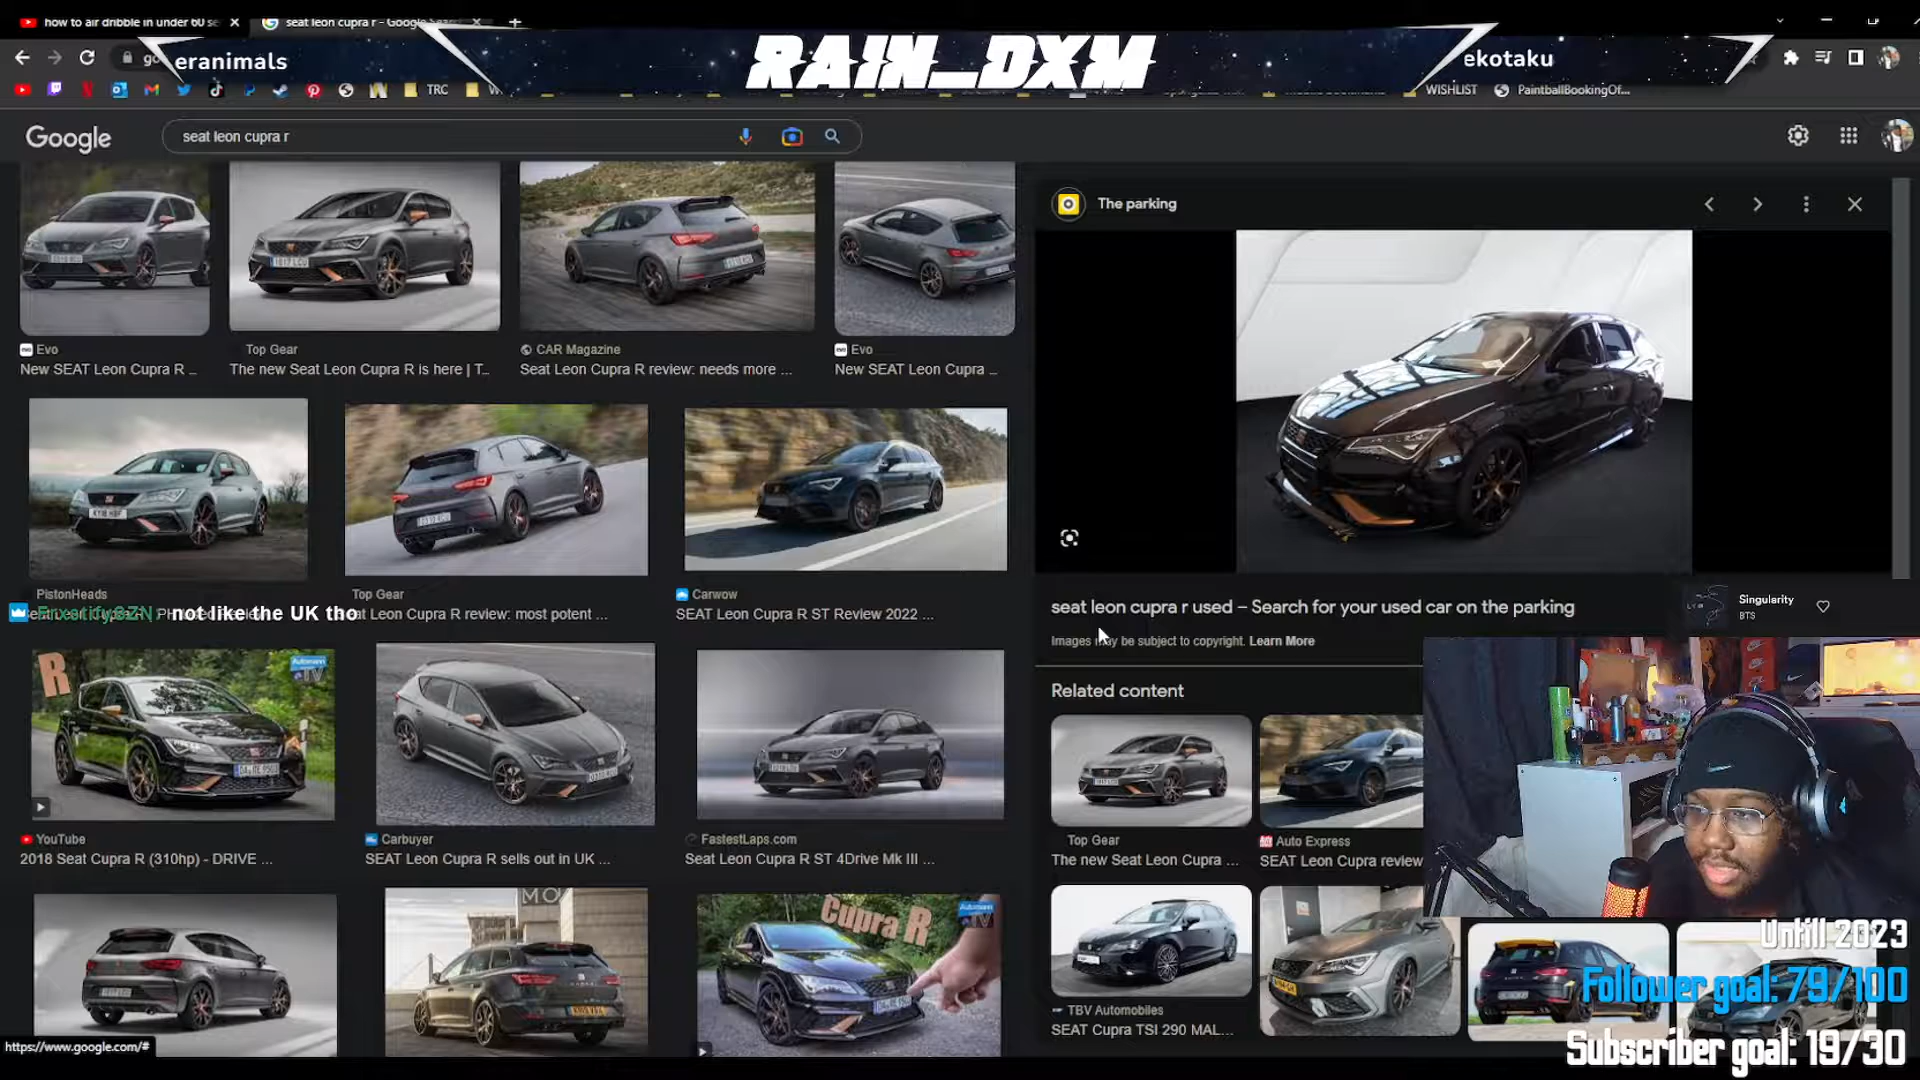 how to air dribble in under 60 se
seat leon cupra r - Google
eranimals
RAIN_DXM
ekotaku
TRC
WISHLIST
PaintballBookingOf...
Google
seat leon cupra r
The parking
Evo
New SEAT Leon Cupra R ...
Top Gear
The new Seat Leon Cupra R is here | T...
CAR Magazine
Seat Leon Cupra R review: needs more ...
Evo
New SEAT Leon Cupra ...
PistonHeads
not like the UK tho
Top Gear
eat Leon Cupra R review: most potent ...
Carwow
SEAT Leon Cupra R ST Review 2022 ...
seat leon cupra r used – Search for your used car on the parking
Images may be subject to copyright. Learn More
Singularity
BTS
Related content
R
YouTube
2018 Seat Cupra R (310hp) - DRIVE ...
Carbuyer
SEAT Leon Cupra R sells out in UK ...
FastestLaps.com
Seat Leon Cupra R ST 4Drive Mk III ...
Top Gear
The new Seat Leon Cupra ...
Auto Express
SEAT Leon Cupra review
Cupra R
TBV Automobiles
SEAT Cupra TSI 290 MAL...
Untill 2023
Follower goal: 79/100
Subscriber goal: 19/30
https://www.google.com/#